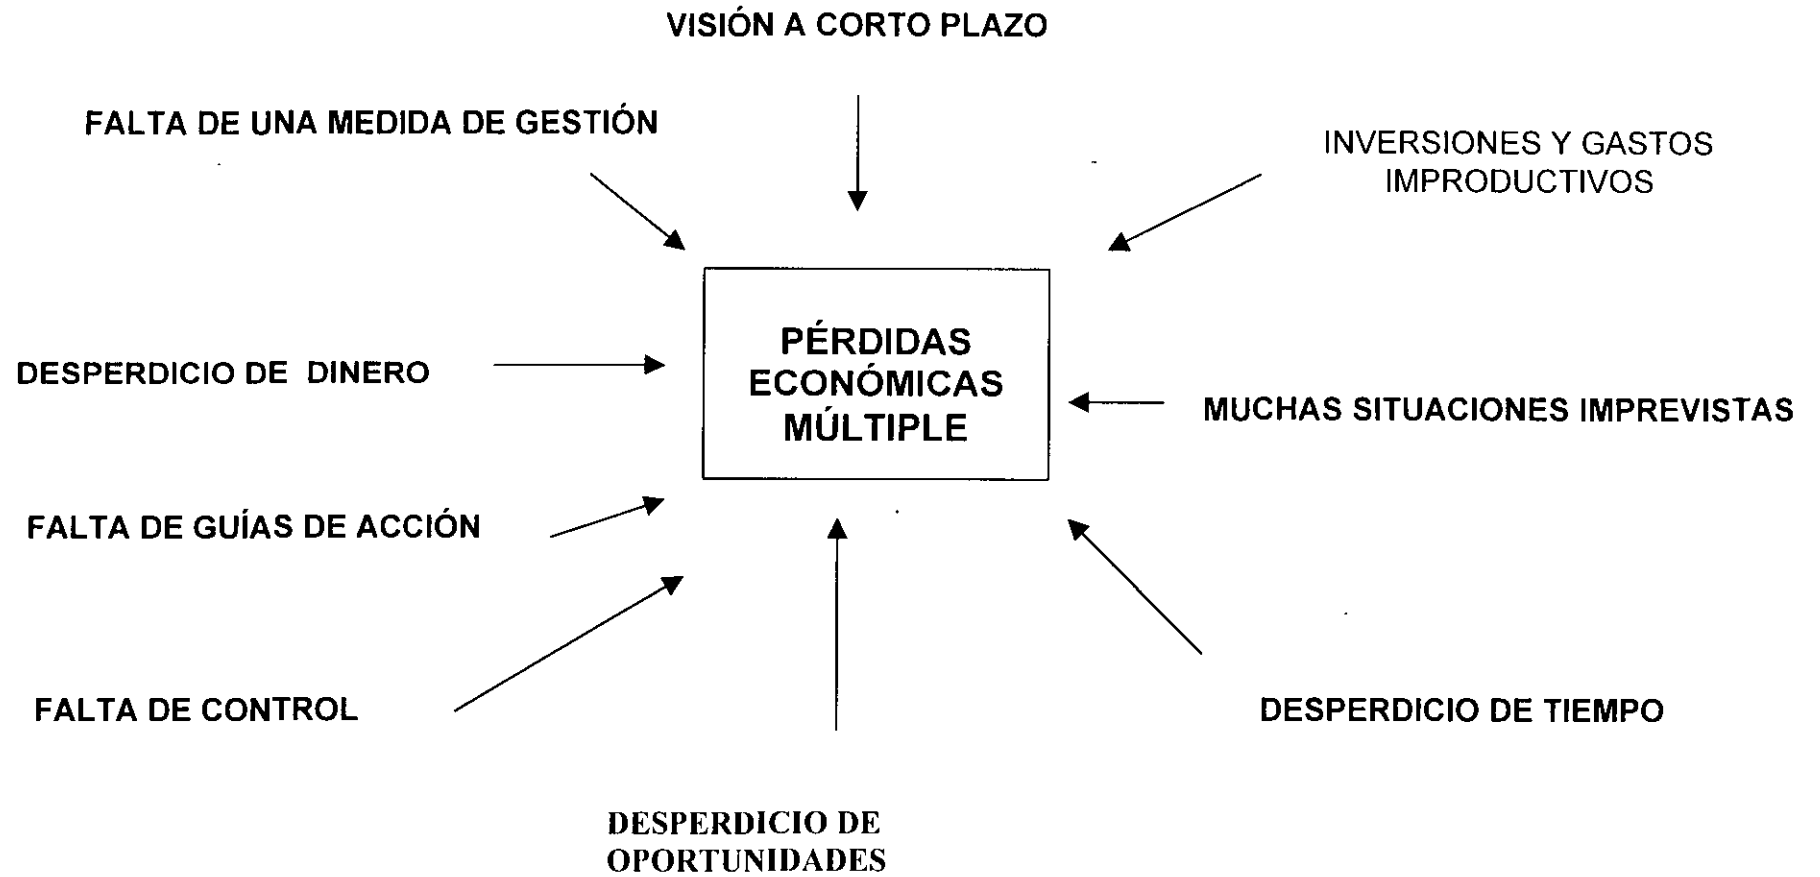 VISIÓN A CORTO PLAZO
FALTA DE UNA MEDIDA DE GESTIÓN
INVERSIONES Y GASTOS
IMPRODUCTIVOS
PÉRDIDAS
ECONÓMICAS
MÚLTIPLE
DESPERDICIO DE DINERO
MUCHAS SITUACIONES IMPREVISTAS
FALTA DE GUÍAS DE ACCIÓN
FALTA DE CONTROL
DESPERDICIO DE TIEMPO
DESPERDICIO DE
OPORTUNIDADES